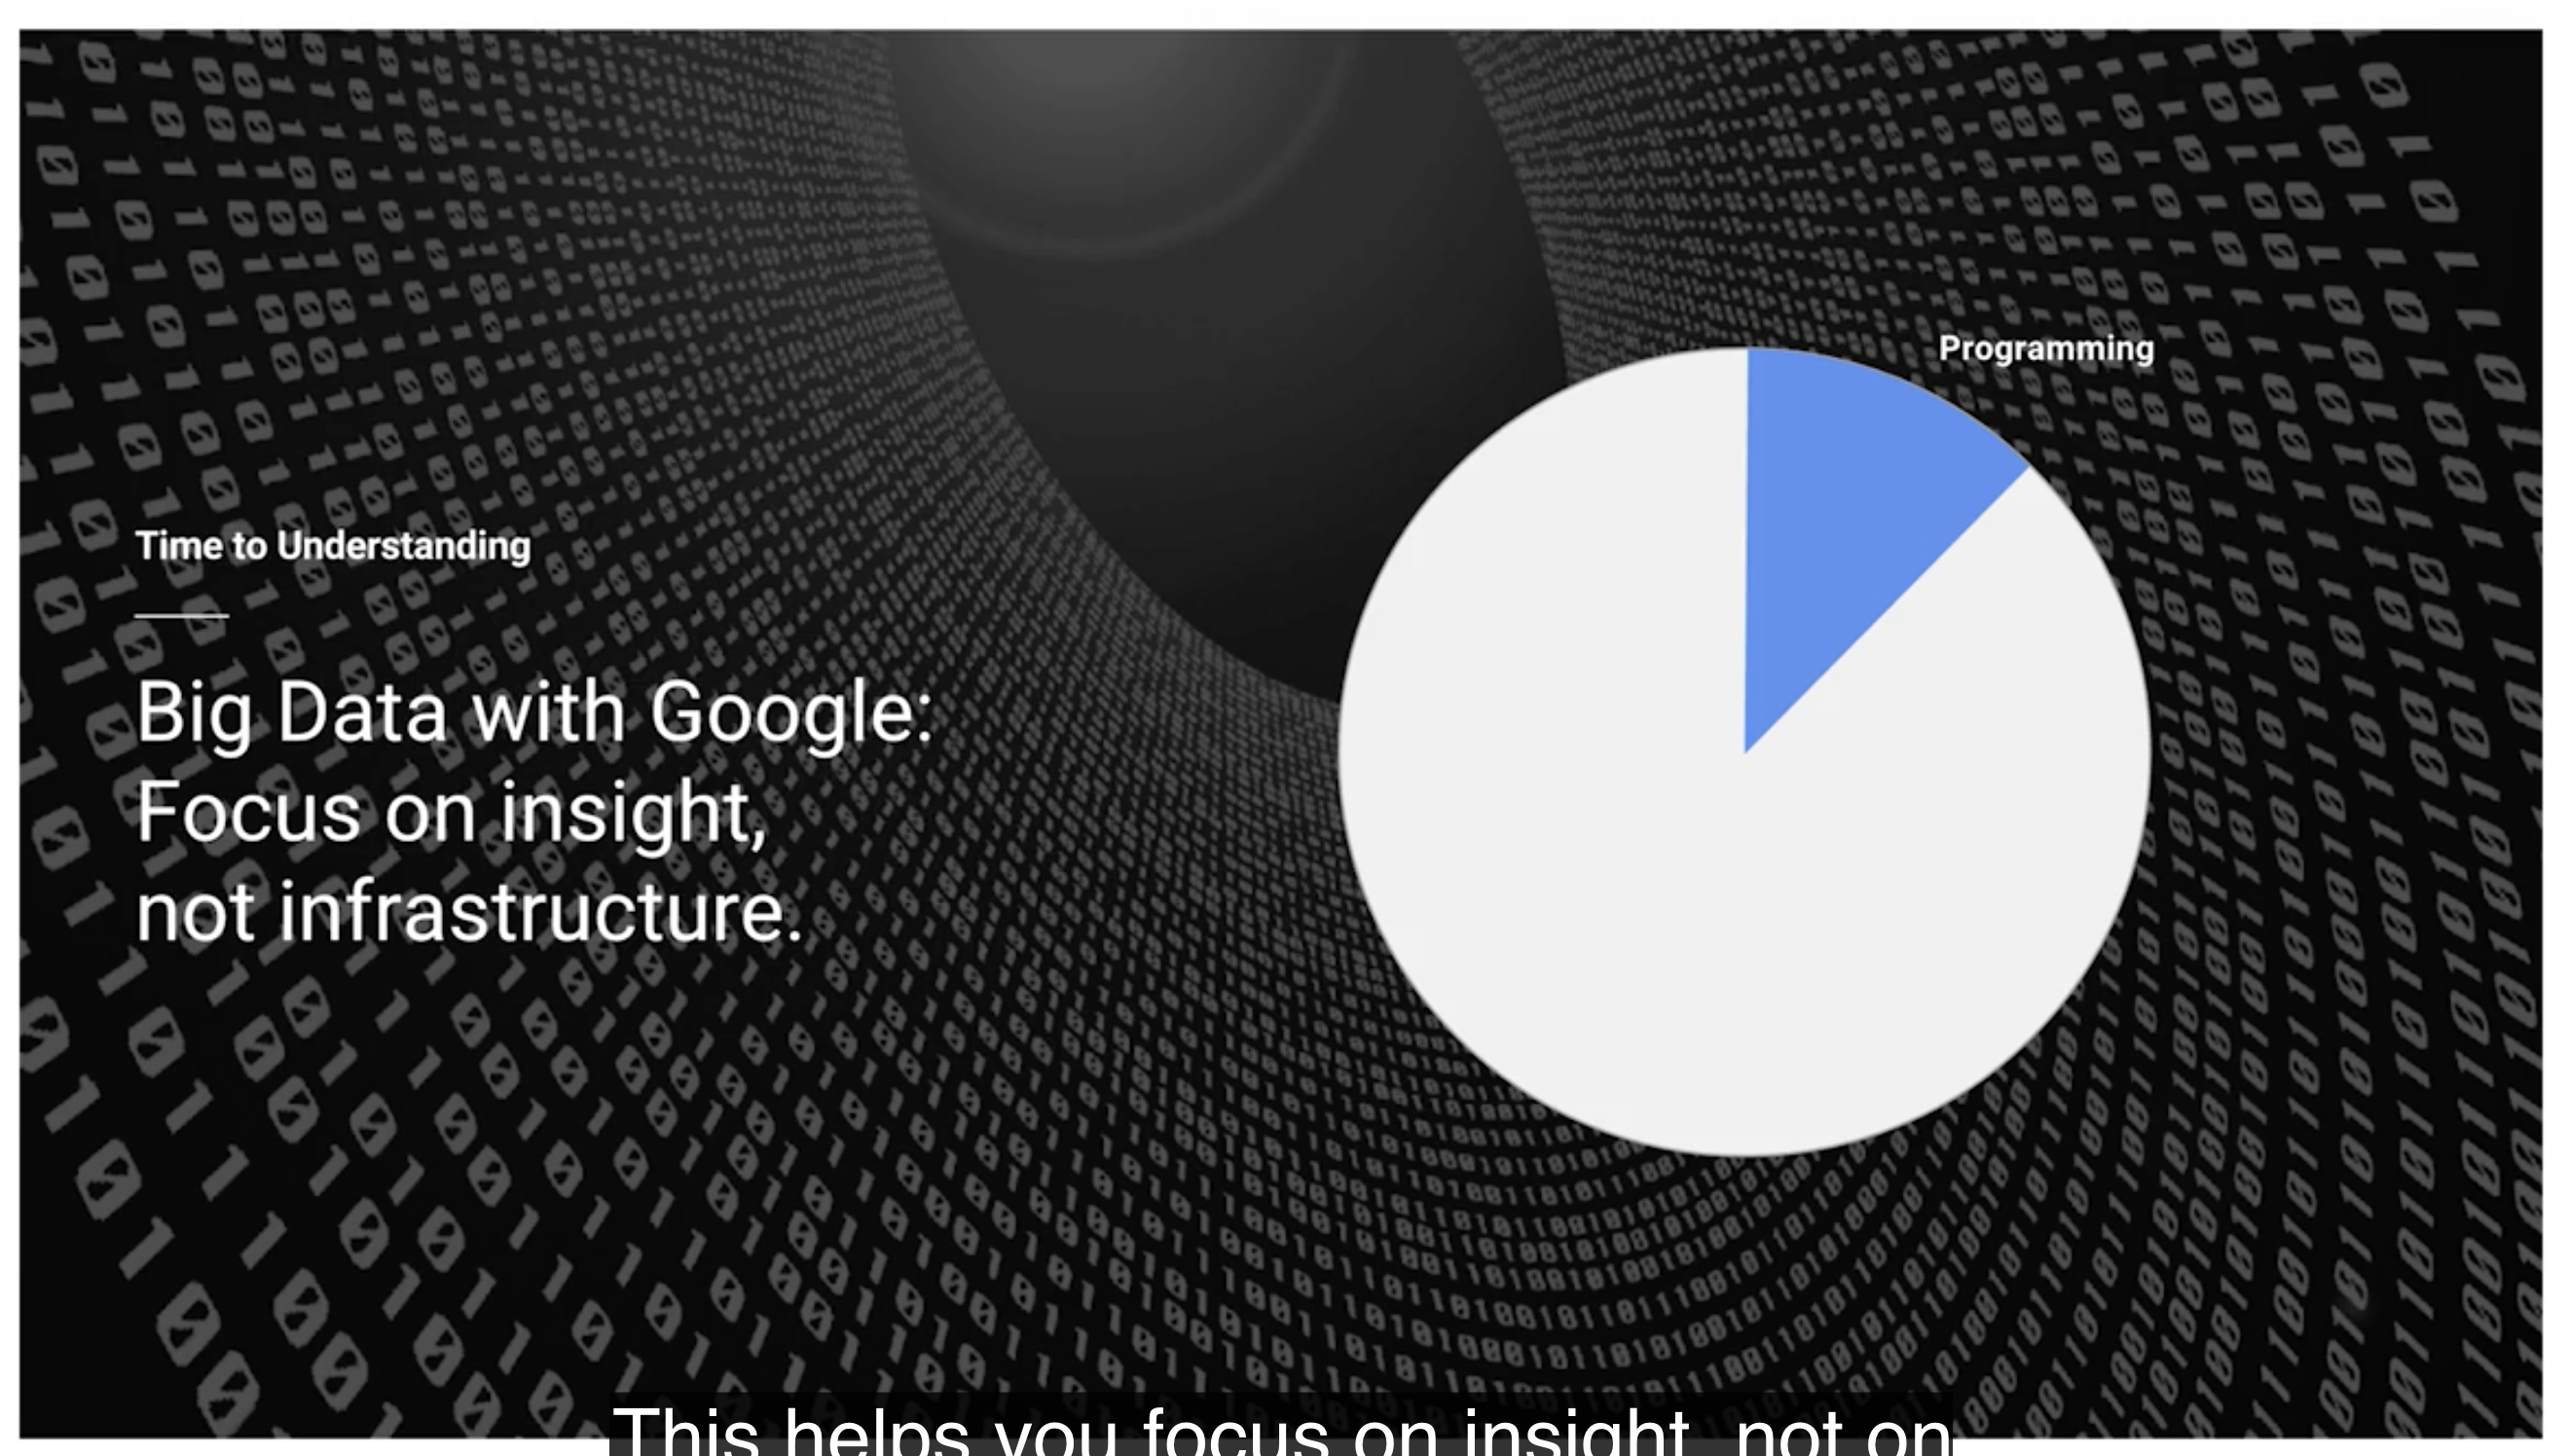 Programming
Time to Understanding
Big Data with Google:
Focus on insight,
not infrastructure.
This helps you focus on insight, not on